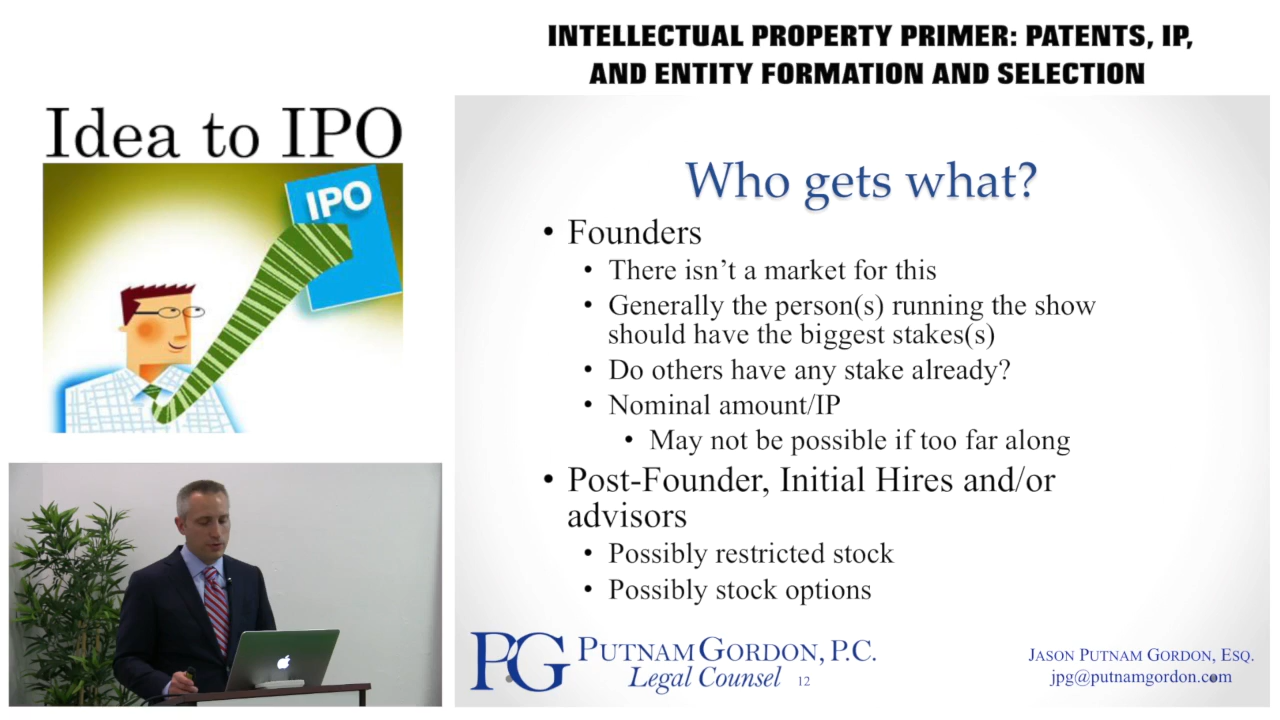 INTELLECTUAL PROPERTY PRIMER: PATENTS, IP,
AND ENTITY FORMATION AND SELECTION
Idea to IPO
IPO
Who gets what?
• Founders
• There isn’t a market for this
• Generally the person(s) running the show
should have the biggest stakes(s)
• Do others have any stake already?
• Nominal amount/IP
• May not be possible if too far along
• Post-Founder, Initial Hires and/or
advisors
• Possibly restricted stock
• Possibly stock options
PG PUTNAM GORDON, P.C.
Legal Counsel
12
JASON PUTNAM GORDON, ESQ.
jpg@putnamgordon.com